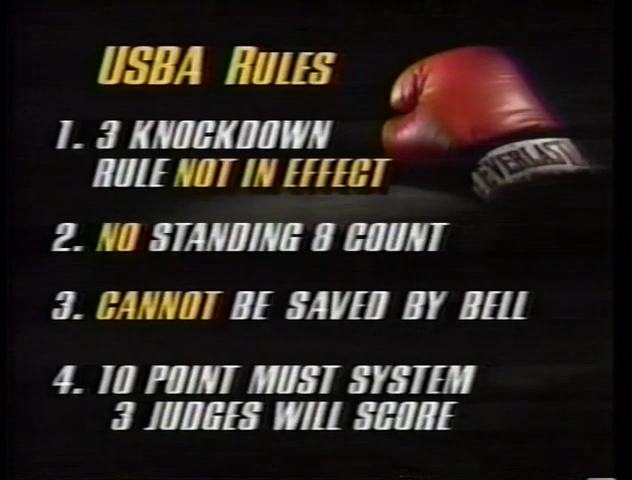 USBA RULES
1. 3 KNOCKDOWN
RULE NOT IN EFFECT
2. NO STANDING 8 COUNT
3. CANNOT BE SAVED BY BELL
4. 10 POINT MUST SYSTEM
3 JUDGES WILL SCORE
EVERLAST